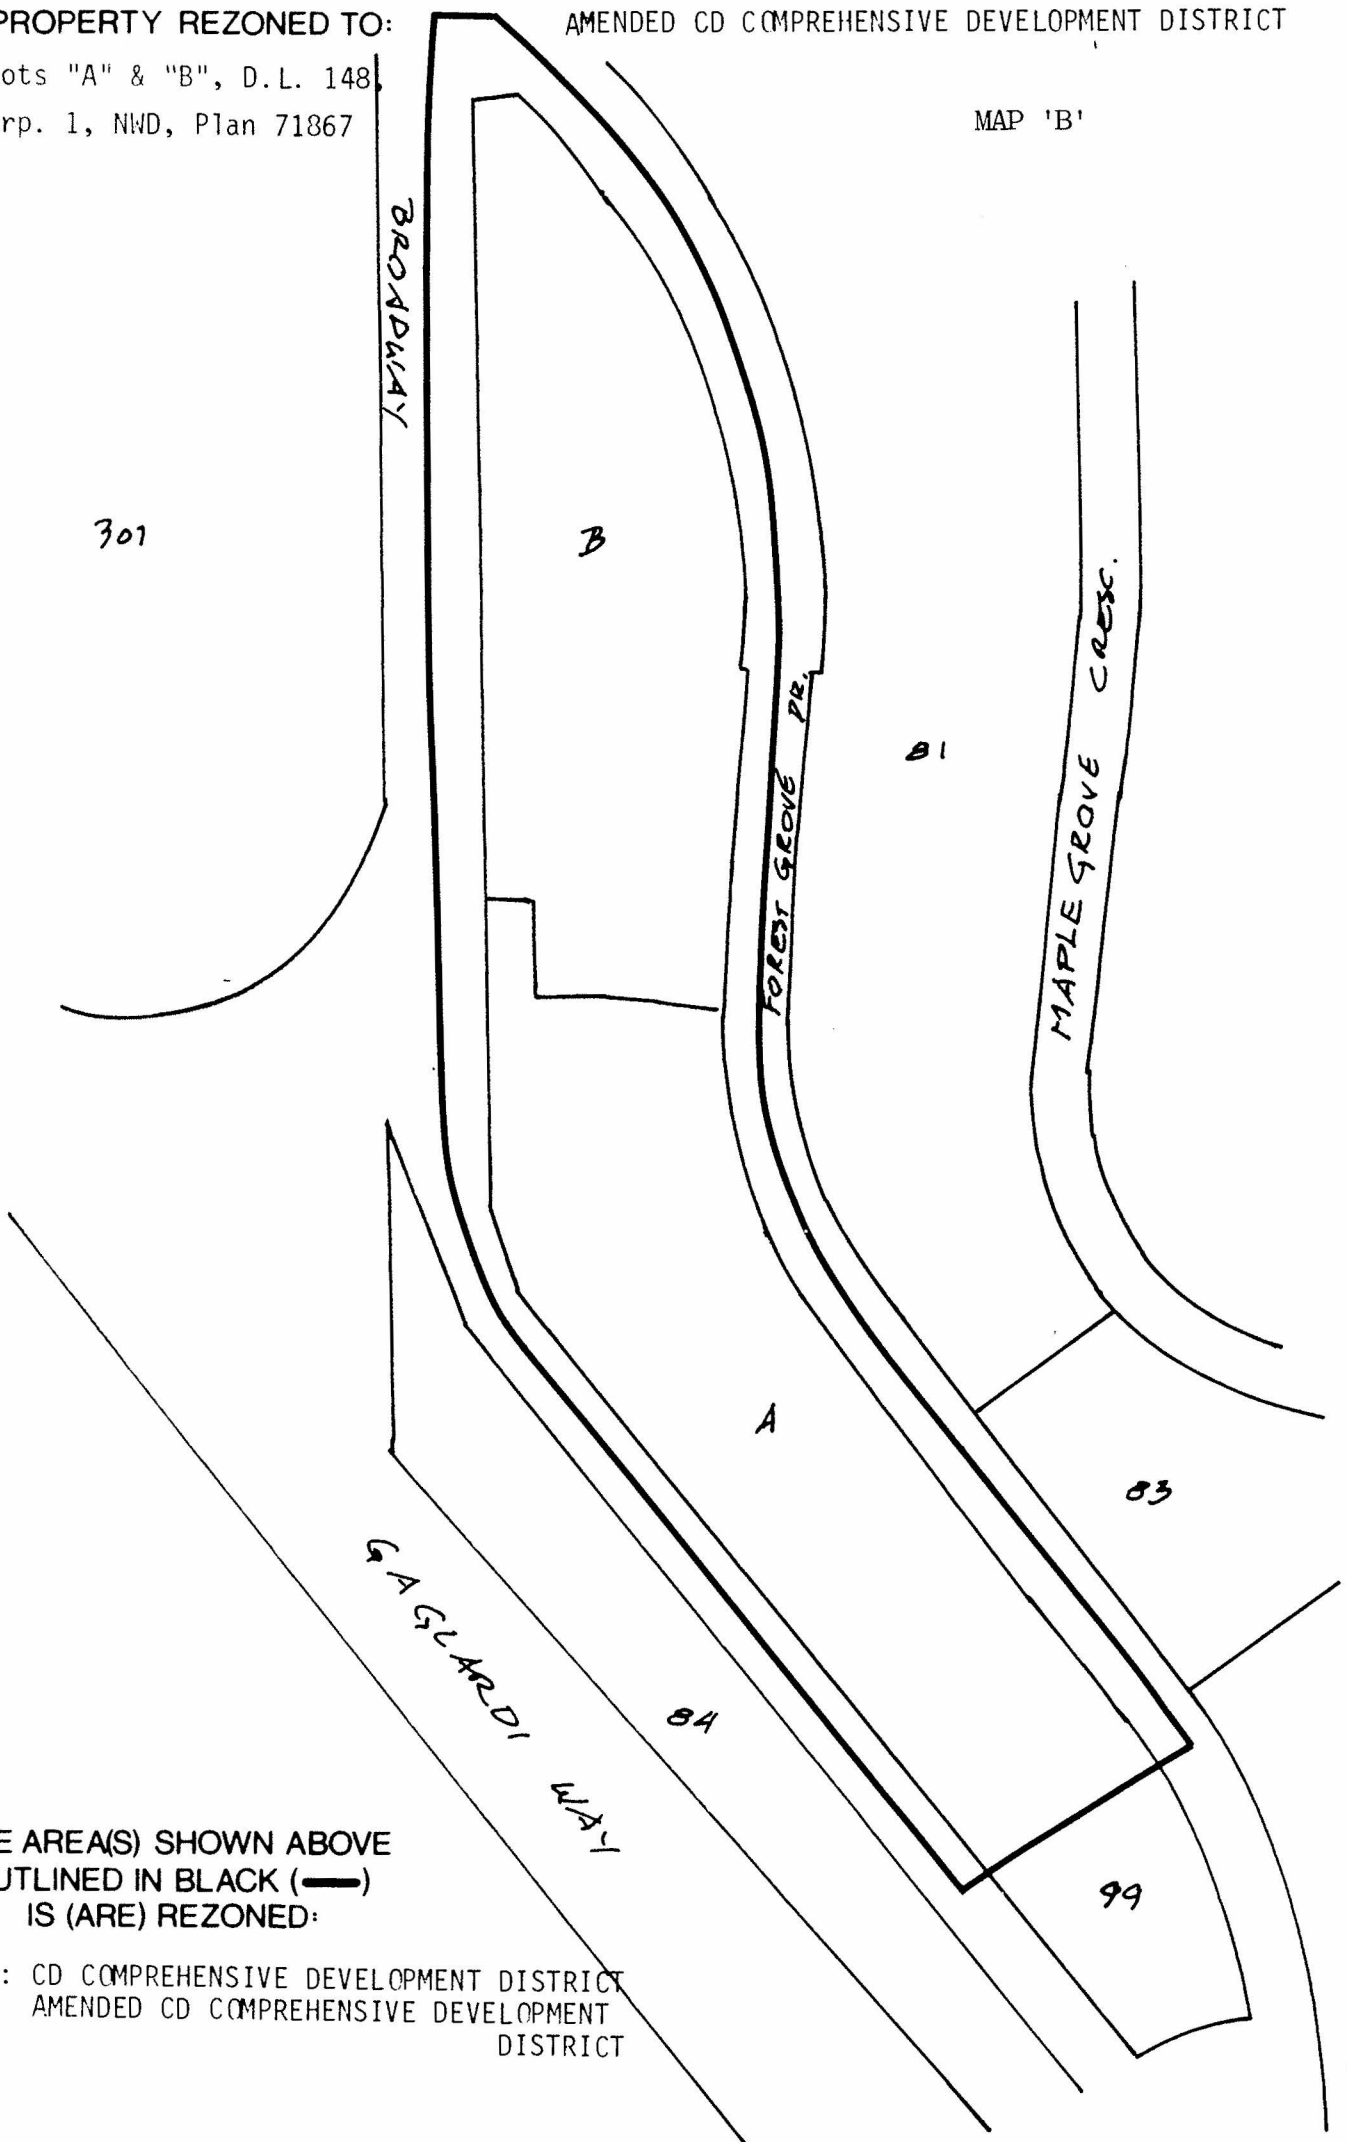 PROPERTY REZONED TO:
AMENDED CD COMPREHENSIVE DEVELOPMENT DISTRICT
ots "A" & "B", D.L. 148,
rp. 1, NWD, Plan 71867
MAP 'B'
BROADWAY
301
B
MAPLE GROVE CRESC.
FOREST GROVE DR.
81
A
83
GAGLARDI WAY
84
99
E AREA(S) SHOWN ABOVE
UTLINED IN BLACK (━━)
IS (ARE) REZONED:
: CD COMPREHENSIVE DEVELOPMENT DISTRICT
AMENDED CD COMPREHENSIVE DEVELOPMENT
DISTRICT